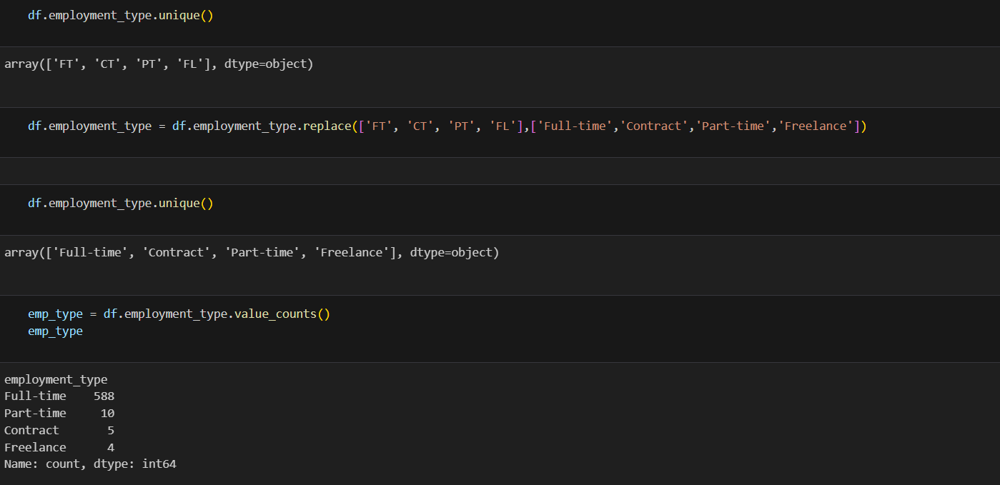 df.employment_type.unique()
array(['FT', 'CT', 'PT', 'FL'], dtype=object)
df.employment_type = df.employment_type.replace(['FT', 'CT', 'PT', 'FL'],['Full-time','Contract','Part-time','Freelance'])
df.employment_type.unique()
array(['Full-time', 'Contract', 'Part-time', 'Freelance'], dtype=object)
emp_type = df.employment_type.value_counts()
emp_type
employment_type
Full-time    588
Part-time     10
Contract       5
Freelance      4
Name: count, dtype: int64